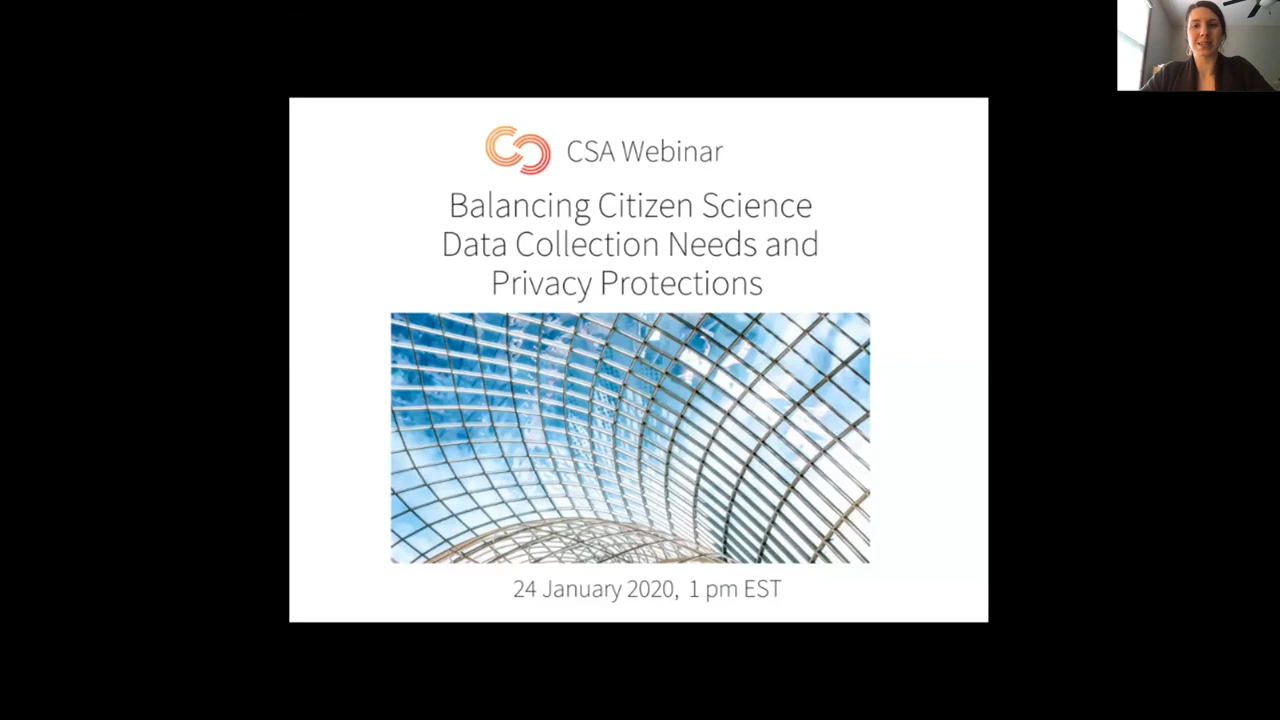 CSA Webinar
Balancing Citizen Science
Data Collection Needs and
Privacy Protections
24 January 2020, 1 pm EST